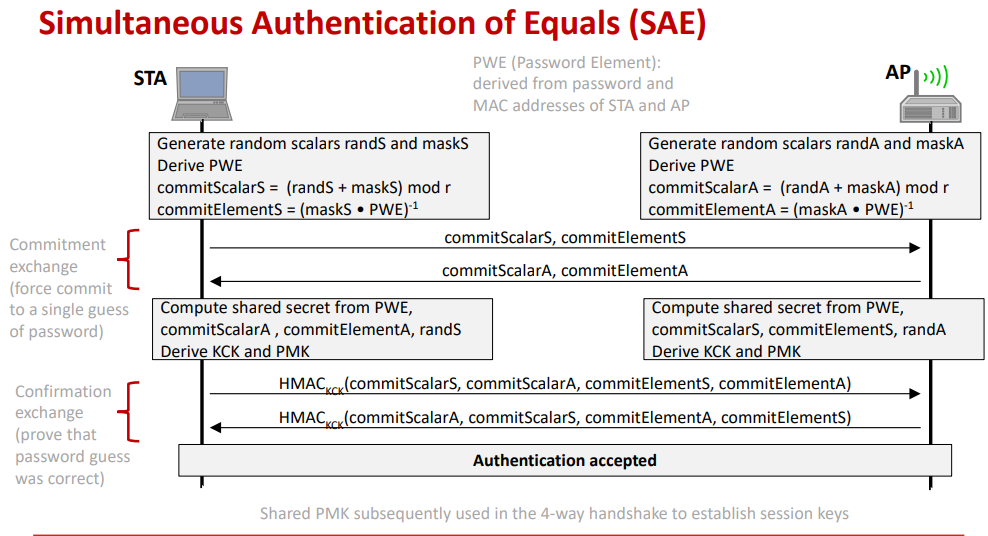 Simultaneous Authentication of Equals (SAE)
PWE (Password Element):
derived from password and
MAC addresses of STA and AP
STA
AP
Generate random scalars randS and maskS
Derive PWE
commitScalarS = (randS + maskS) mod r
commitElementS = (maskS • PWE)-1
Generate random scalars randA and maskA
Derive PWE
commitScalarA = (randA + maskA) mod r
commitElementA = (maskA • PWE)-1
Commitment
exchange
(force commit
to a single guess
of password)
commitScalarS, commitElementS
commitScalarA, commitElementA
Compute shared secret from PWE,
commitScalarA , commitElementA, randS
Derive KCK and PMK
Compute shared secret from PWE,
commitScalarS, commitElementS, randA
Derive KCK and PMK
Confirmation
exchange
(prove that
password guess
was correct)
HMACKCK(commitScalarS, commitScalarA, commitElementS, commitElementA)
HMACKCK(commitScalarA, commitScalarS, commitElementA, commitElementS)
Authentication accepted
Shared PMK subsequently used in the 4-way handshake to establish session keys